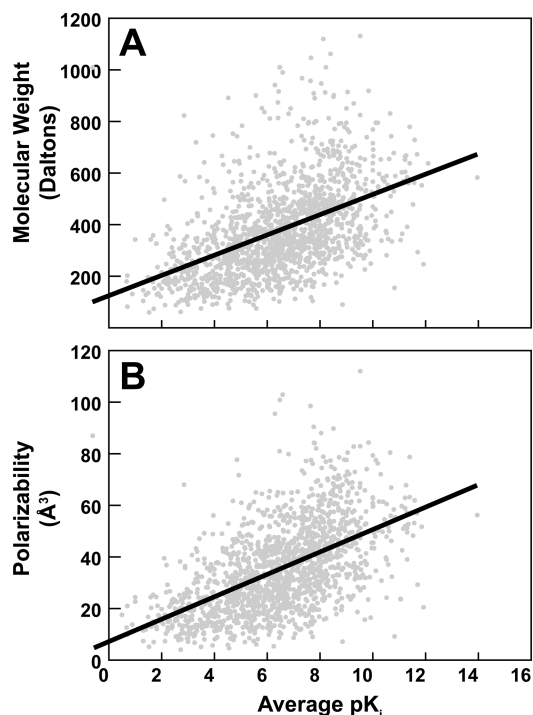 A
1200
1000
800
600
400
200
Molecular Weight
(Daltons)
B
120
100
80
60
40
20
0
Polarizability
(Å³)
0 2 4 6 8 10 12 14 16
Average pKᵢ